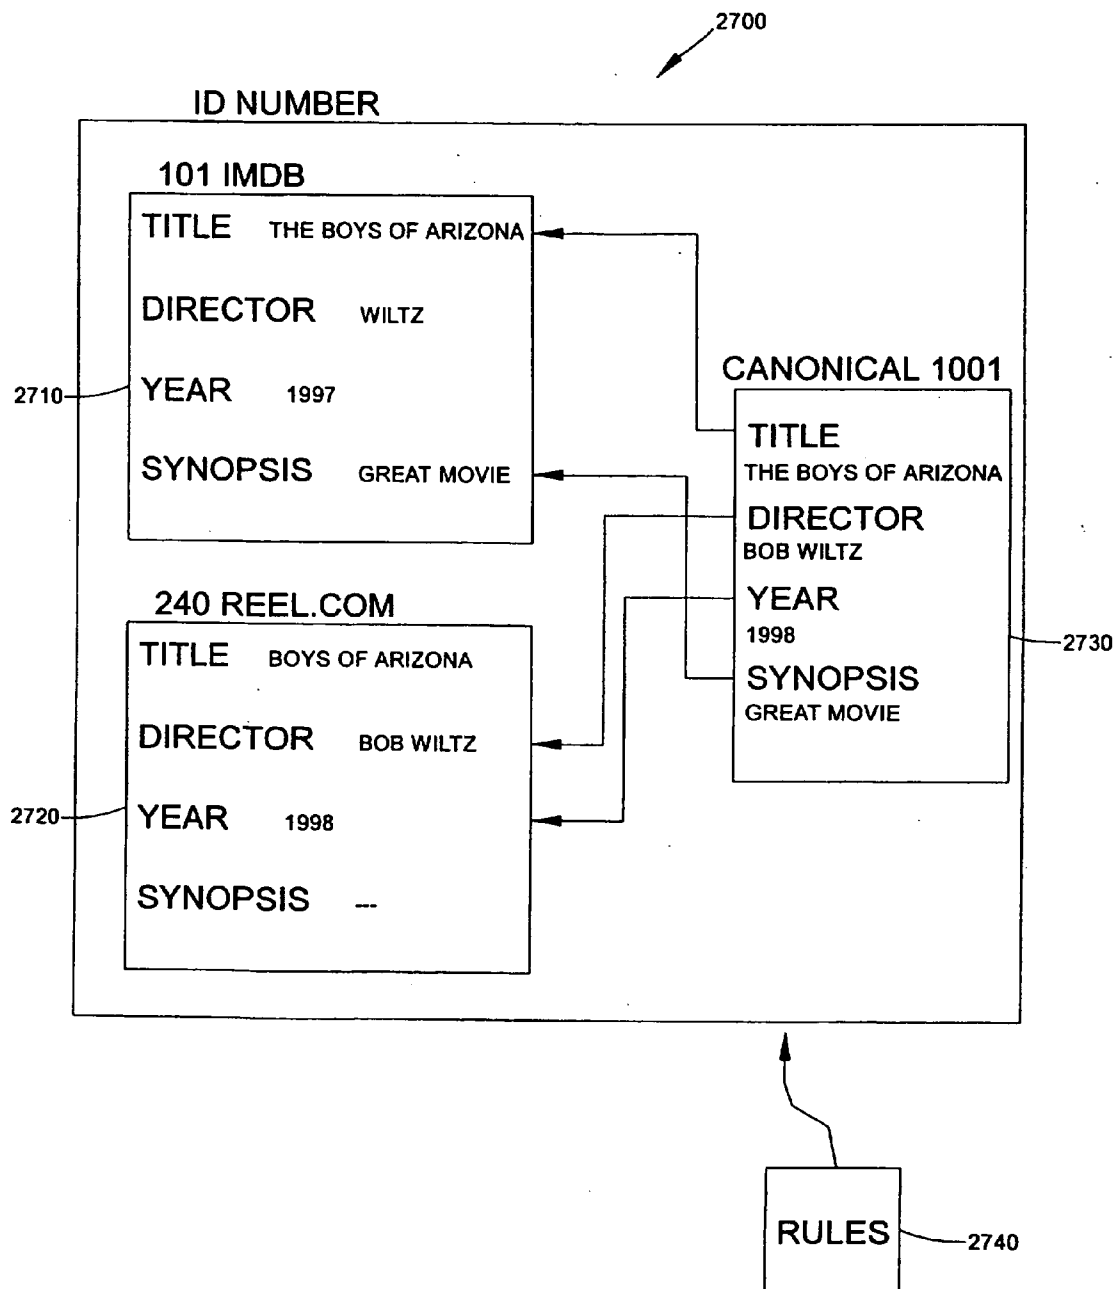 2700
ID NUMBER
101 IMDB
TITLE THE BOYS OF ARIZONA
DIRECTOR WILTZ
2710
YEAR 1997
SYNOPSIS GREAT MOVIE
240 REEL.COM
TITLE BOYS OF ARIZONA
DIRECTOR BOB WILTZ
2720
YEAR 1998
SYNOPSIS ---
CANONICAL 1001
TITLE
THE BOYS OF ARIZONA
DIRECTOR
BOB WILTZ
YEAR
1998
2730
SYNOPSIS
GREAT MOVIE
RULES
2740